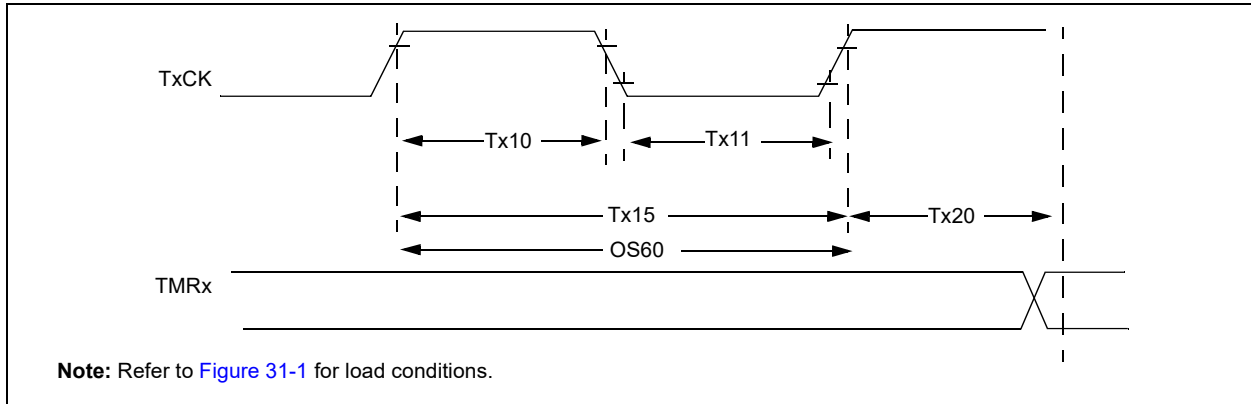 TxCK
Tx10
Tx11
Tx15
Tx20
OS60
TMRx
Note: Refer to Figure 31-1 for load conditions.